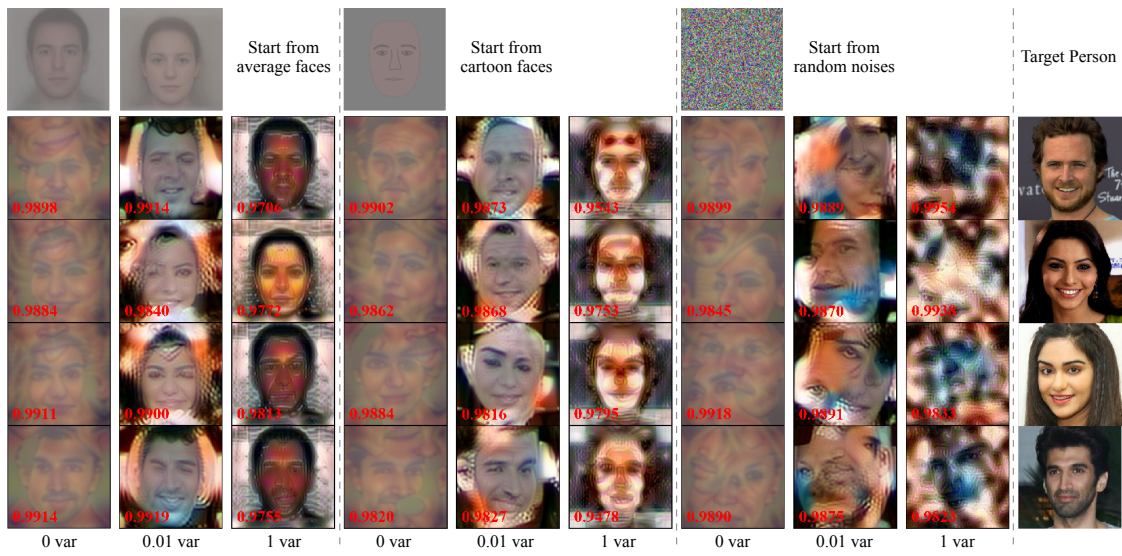 Start from
average faces
Start from
cartoon faces
Start from
random noises
Target Person
0.9898 0.9914 0.9706 0.9902 0.9873 0.9543 0.9899 0.9889 0.9954
The
7
vat
Stuart
0.9884 0.9840 0.9772 0.9862 0.9868 0.9753 0.9845 0.9870 0.9938
0.9911 0.9900 0.9813 0.9884 0.9816 0.9795 0.9918 0.9891 0.9833
0.9914 0.9919 0.9755 0.9820 0.9827 0.9478 0.9890 0.9875 0.9823
0 var 0.01 var 1 var 0 var 0.01 var 1 var 0 var 0.01 var 1 var